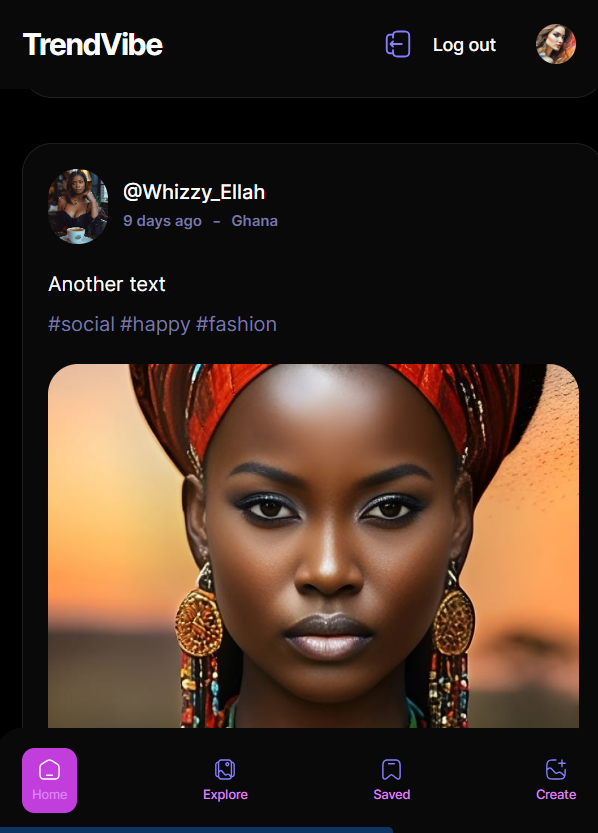 TrendVibe
Log out
@Whizzy_Ellah
9 days ago – Ghana
Another text
#social #happy #fashion
Home
Explore
Saved
Create